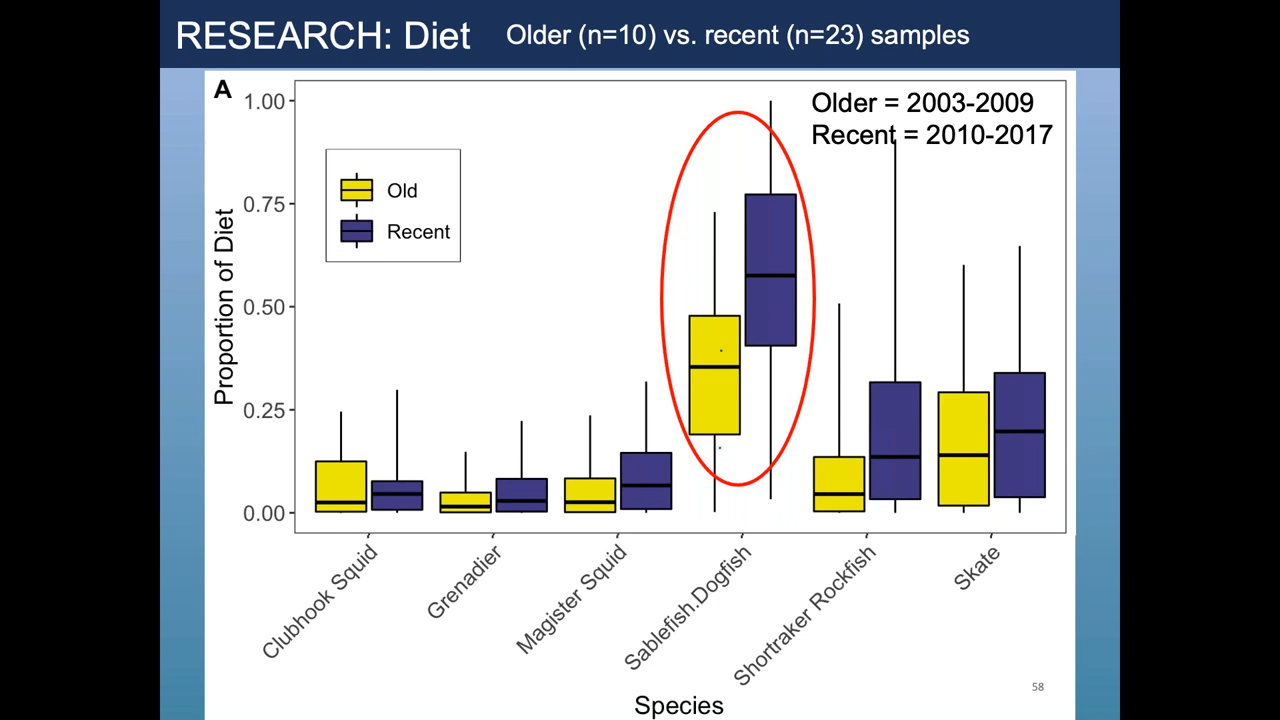 RESEARCH: Diet Older (n=10) vs. recent (n=23) samples
A
Older = 2003-2009
Recent = 2010-2017
Old
Recent
Proportion of Diet
1.00
0.75
0.50
0.25
0.00
Clubhook Squid
Grenadier
Magister Squid
Sablefish.Dogfish
Shortraker Rockfish
Skate
Species
58